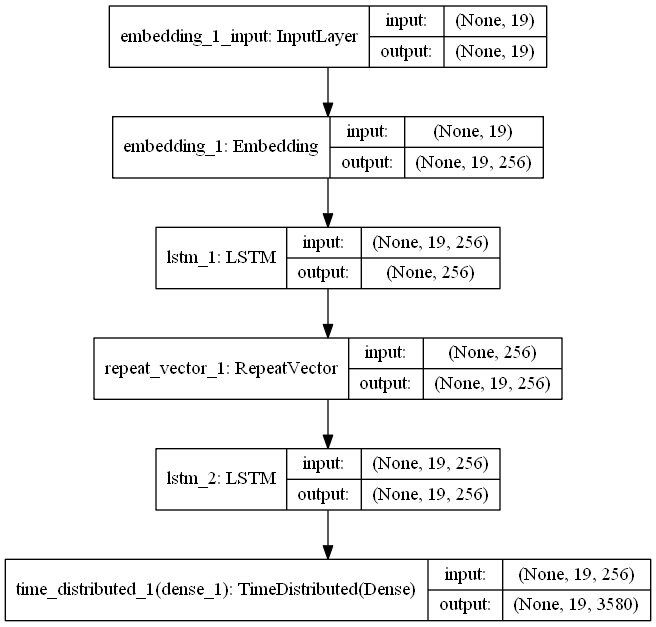 embedding_1_input: InputLayer
input: (None, 19)
output: (None, 19)
embedding_1: Embedding
input: (None, 19)
output: (None, 19, 256)
lstm_1: LSTM
input: (None, 19, 256)
output: (None, 256)
repeat_vector_1: RepeatVector
input: (None, 256)
output: (None, 19, 256)
lstm_2: LSTM
input: (None, 19, 256)
output: (None, 19, 256)
time_distributed_1(dense_1): TimeDistributed(Dense)
input: (None, 19, 256)
output: (None, 19, 3580)